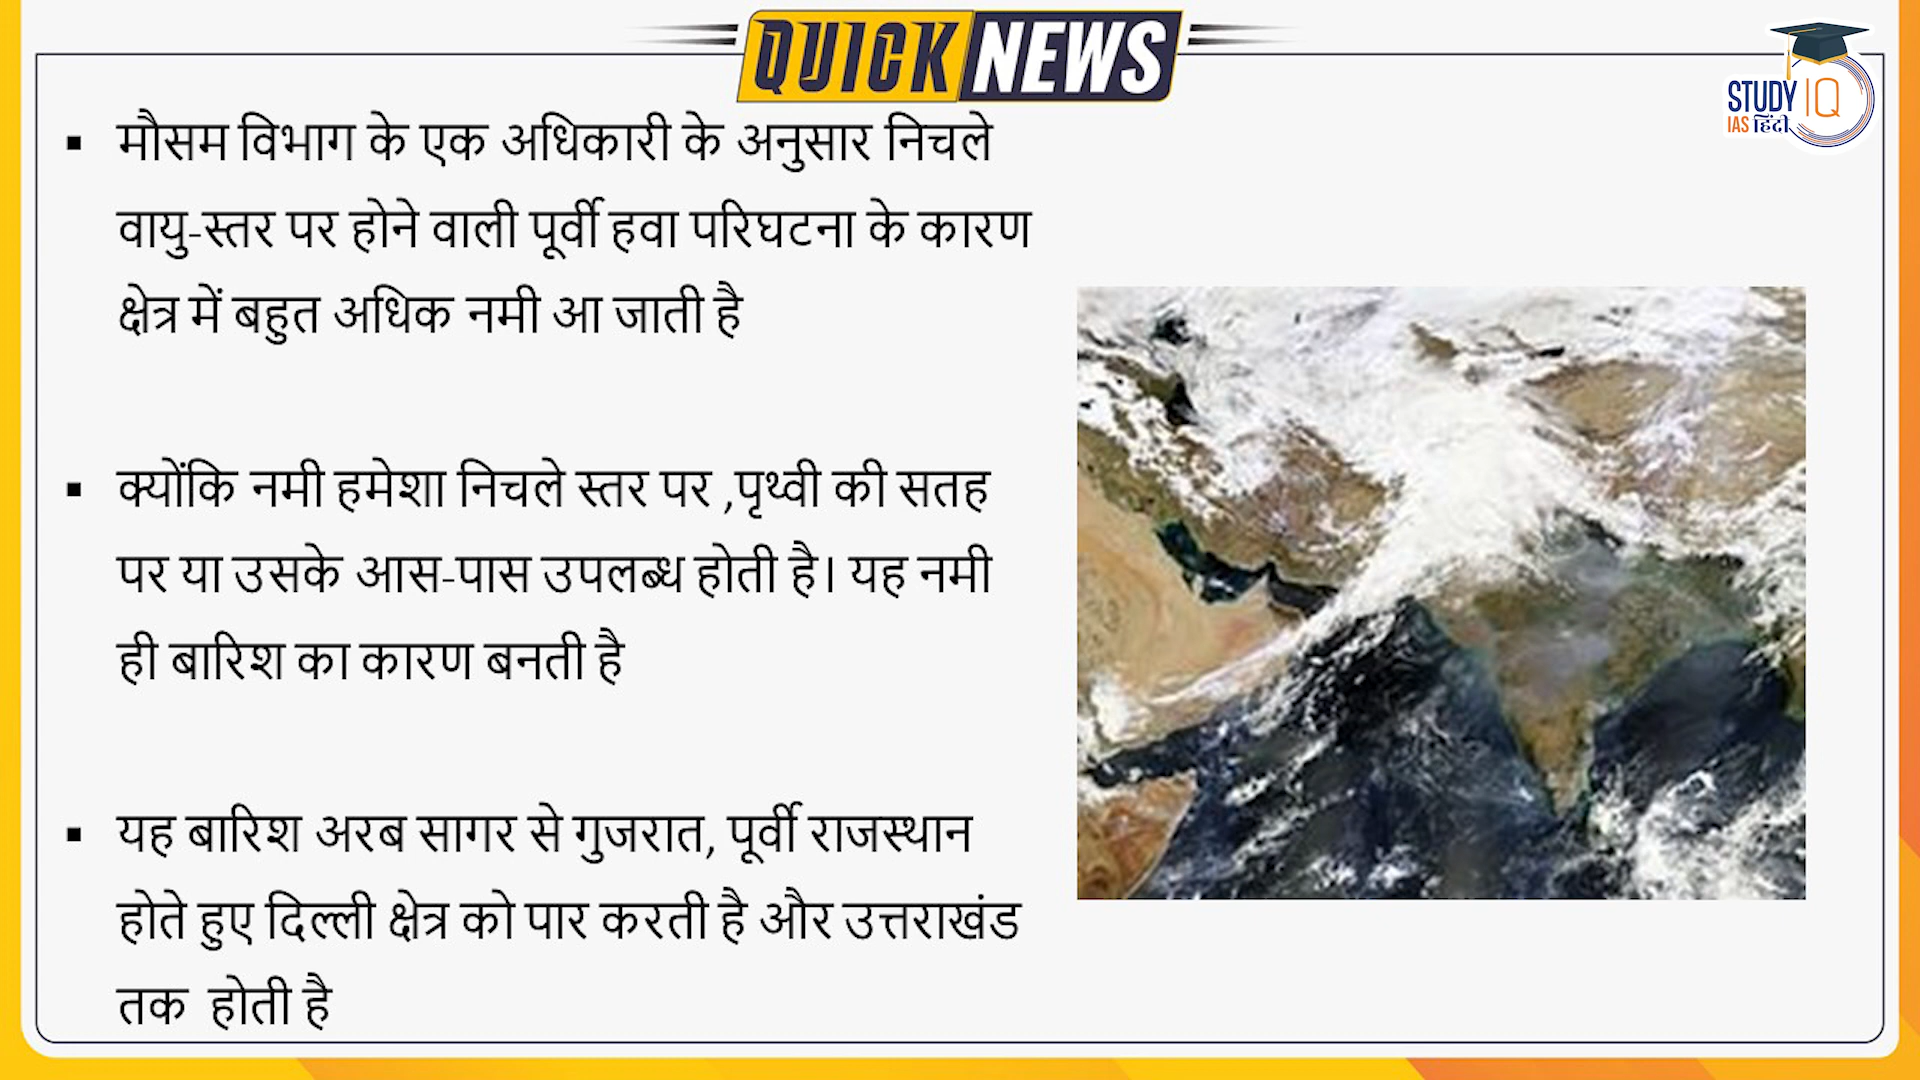 QUICK NEWS
STUDY IQ
IAS हिंदी
▪ मौसम विभाग के एक अधिकारी के अनुसार निचले
वायु-स्तर पर होने वाली पूर्वी हवा परिघटना के कारण
क्षेत्र में बहुत अधिक नमी आ जाती है
▪ क्योंकि नमी हमेशा निचले स्तर पर ,पृथ्वी की सतह
पर या उसके आस-पास उपलब्ध होती है। यह नमी
ही बारिश का कारण बनती है
▪ यह बारिश अरब सागर से गुजरात, पूर्वी राजस्थान
होते हुए दिल्ली क्षेत्र को पार करती है और उत्तराखंड
तक होती है